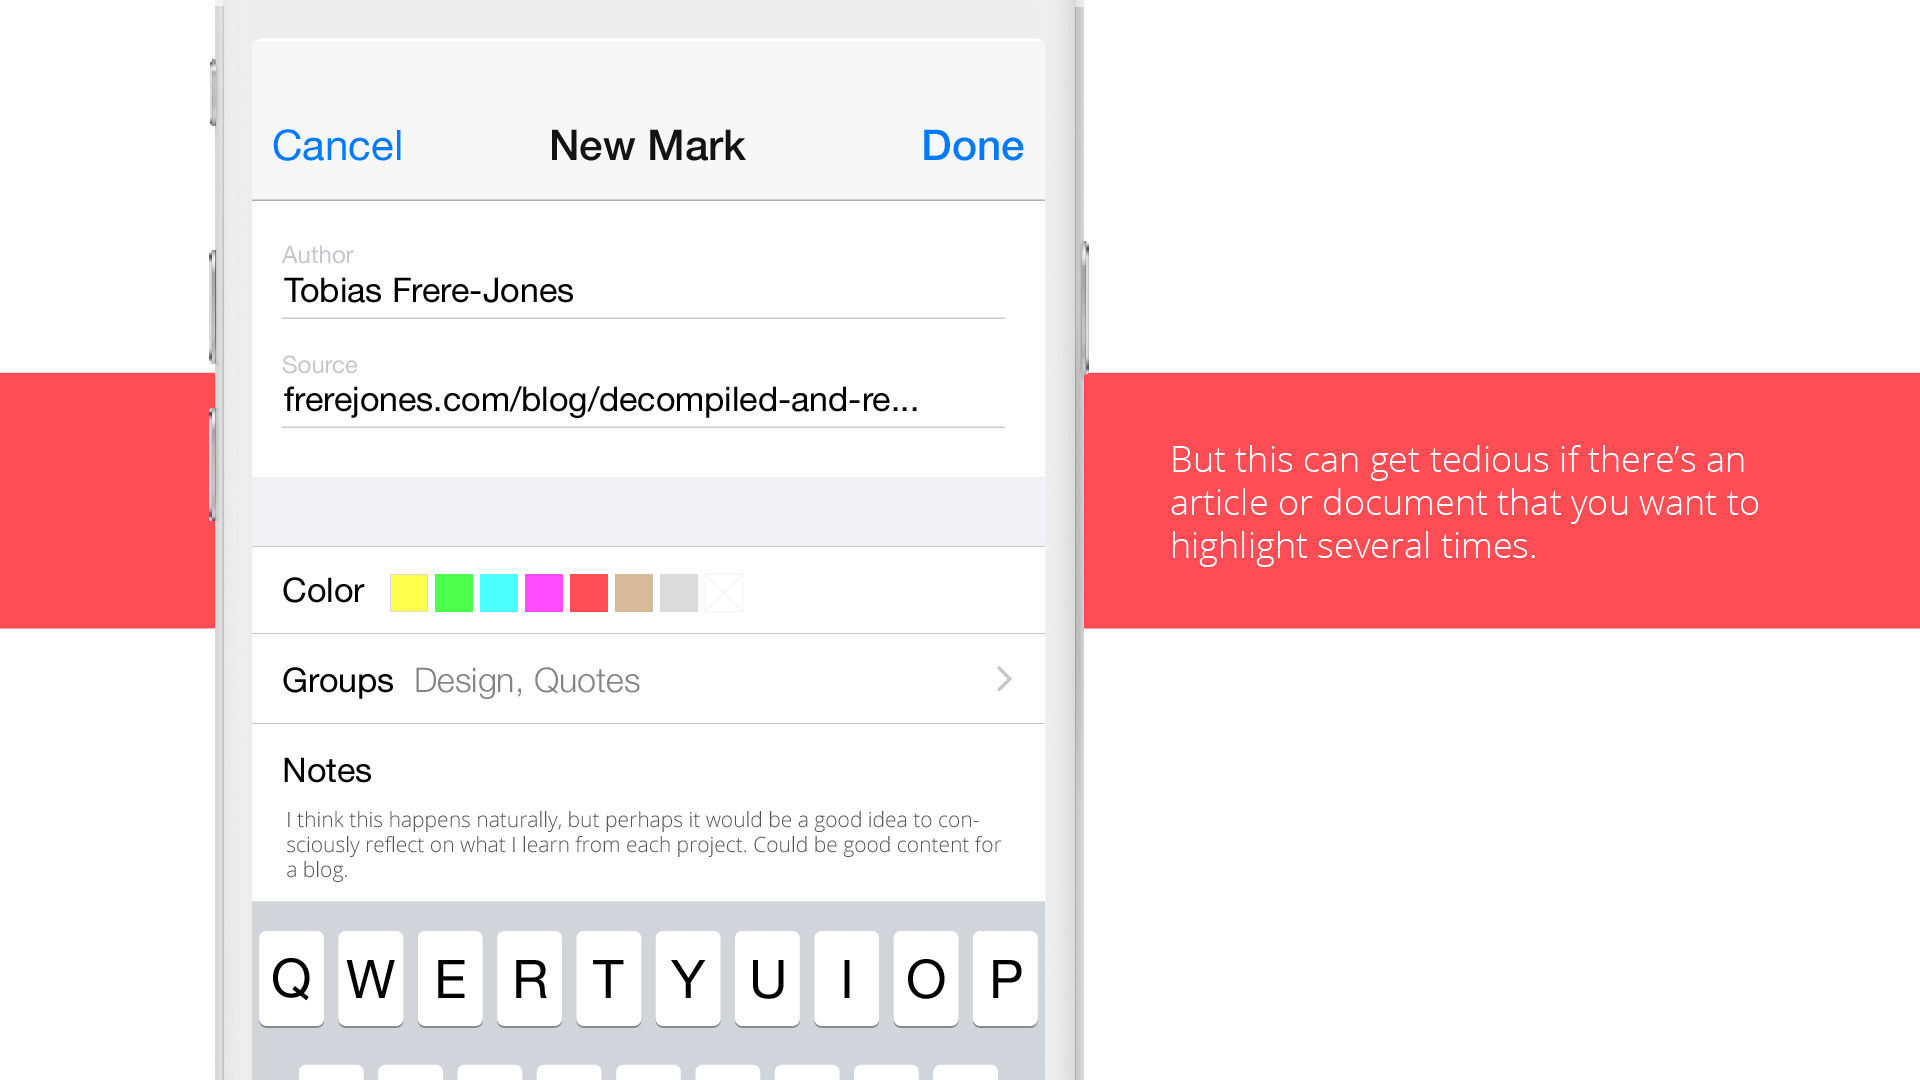 Cancel New Mark Done
Author
Tobias Frere-Jones
Source
frerejones.com/blog/decompiled-and-re...
Color
Groups Design, Quotes
Notes
I think this happens naturally, but perhaps it would be a good idea to con-
sciously reflect on what I learn from each project. Could be good content for
a blog.
Q W E R T Y U I O P
But this can get tedious if there’s an
article or document that you want to
highlight several times.